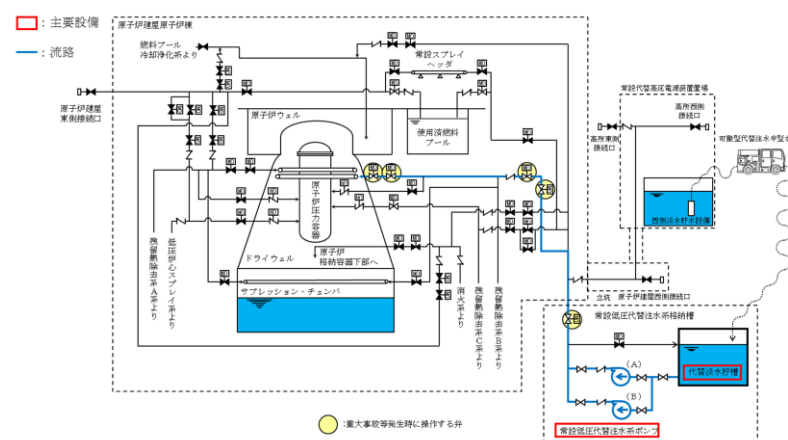 ：主要設備
：流路
原子炉建屋原子炉棟
燃料プール
冷却浄化系より
常設スプレイ
ヘッダ
原子炉建屋
東側接続口
原子炉ウェル
使用済燃料
プール
常設代替高圧電源装置置場
高所西側
接続口
高所東側
接続口
可搬型代替注水中型ポ
西側淡水貯水設備
原子炉圧力容器
ドライウェル
原子炉
格納容器下部へ
サプレッション・チェンバ
残留熱除去系A系より
低圧炉心スプレイ系より
消火系より
残留熱除去系C系より
残留熱除去系B系より
立坑
原子炉建屋西側接続口
常設低圧代替注水系格納槽
(A)
(B)
代替淡水貯槽
常設低圧代替注水系ポンプ
:重大事故等発生時に操作する弁